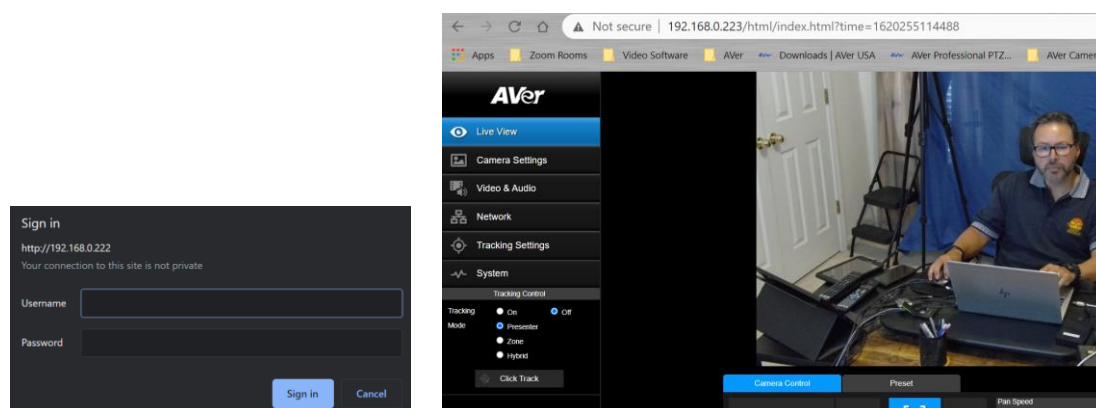 Sign in
http://192.168.0.222
Your connection to this site is not private
Username
Password
Sign in Cancel
Not secure | 192.168.0.223/html/index.html?time=1620255114488
Apps Zoom Rooms Video Software AVer Downloads | AVer USA AVer Professional PTZ... AVer Camer
AVer
Live View
Camera Settings
Video & Audio
Network
Tracking Settings
System
Tracking Control
Tracking On Off
Mode Presenter
Zone
Hybrid
Click Track
Camera Control Preset
Pan Speed